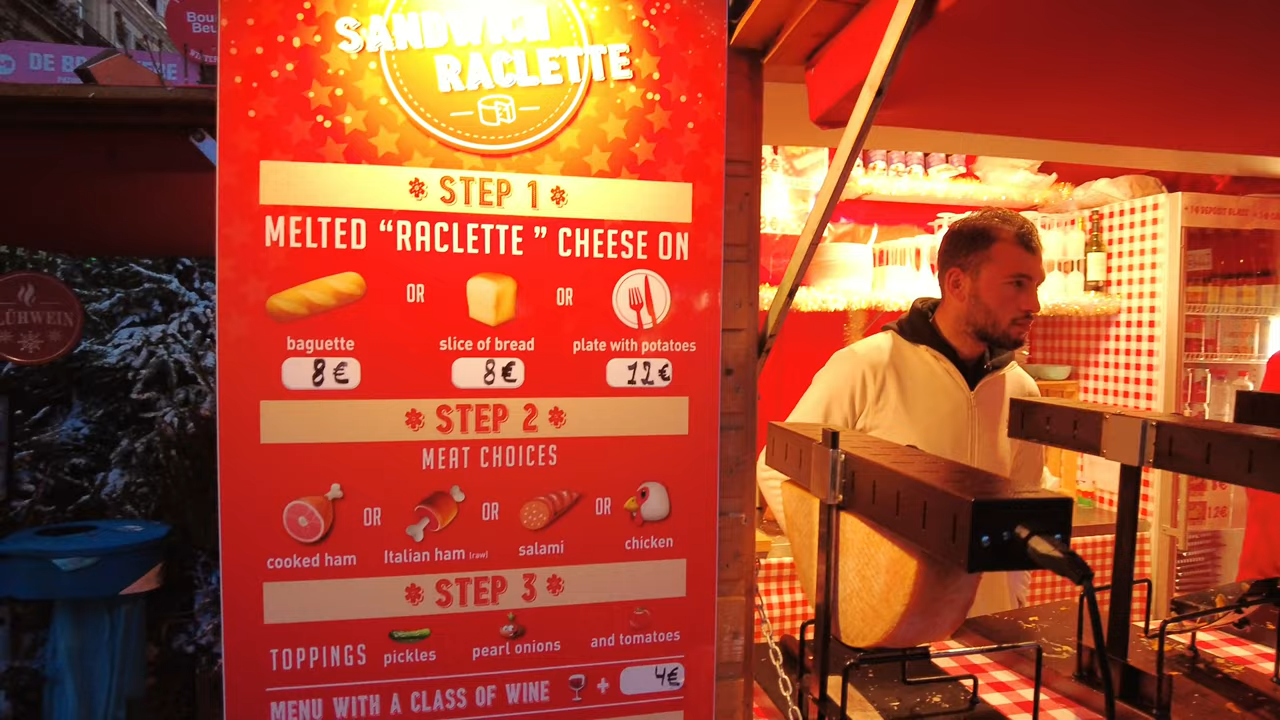 SANDWICH
RACLETTE
STEP 1
MELTED “RACLETTE ” CHEESE ON
OR
OR
baguette
slice of bread
plate with potatoes
8€
8€
12€
STEP 2
MEAT CHOICES
OR
OR
OR
cooked ham
Italian ham (raw)
salami
chicken
STEP 3
TOPPINGS
pickles
pearl onions
and tomatoes
MENU WITH A CLASS OF WINE
+
4€
DE
12€